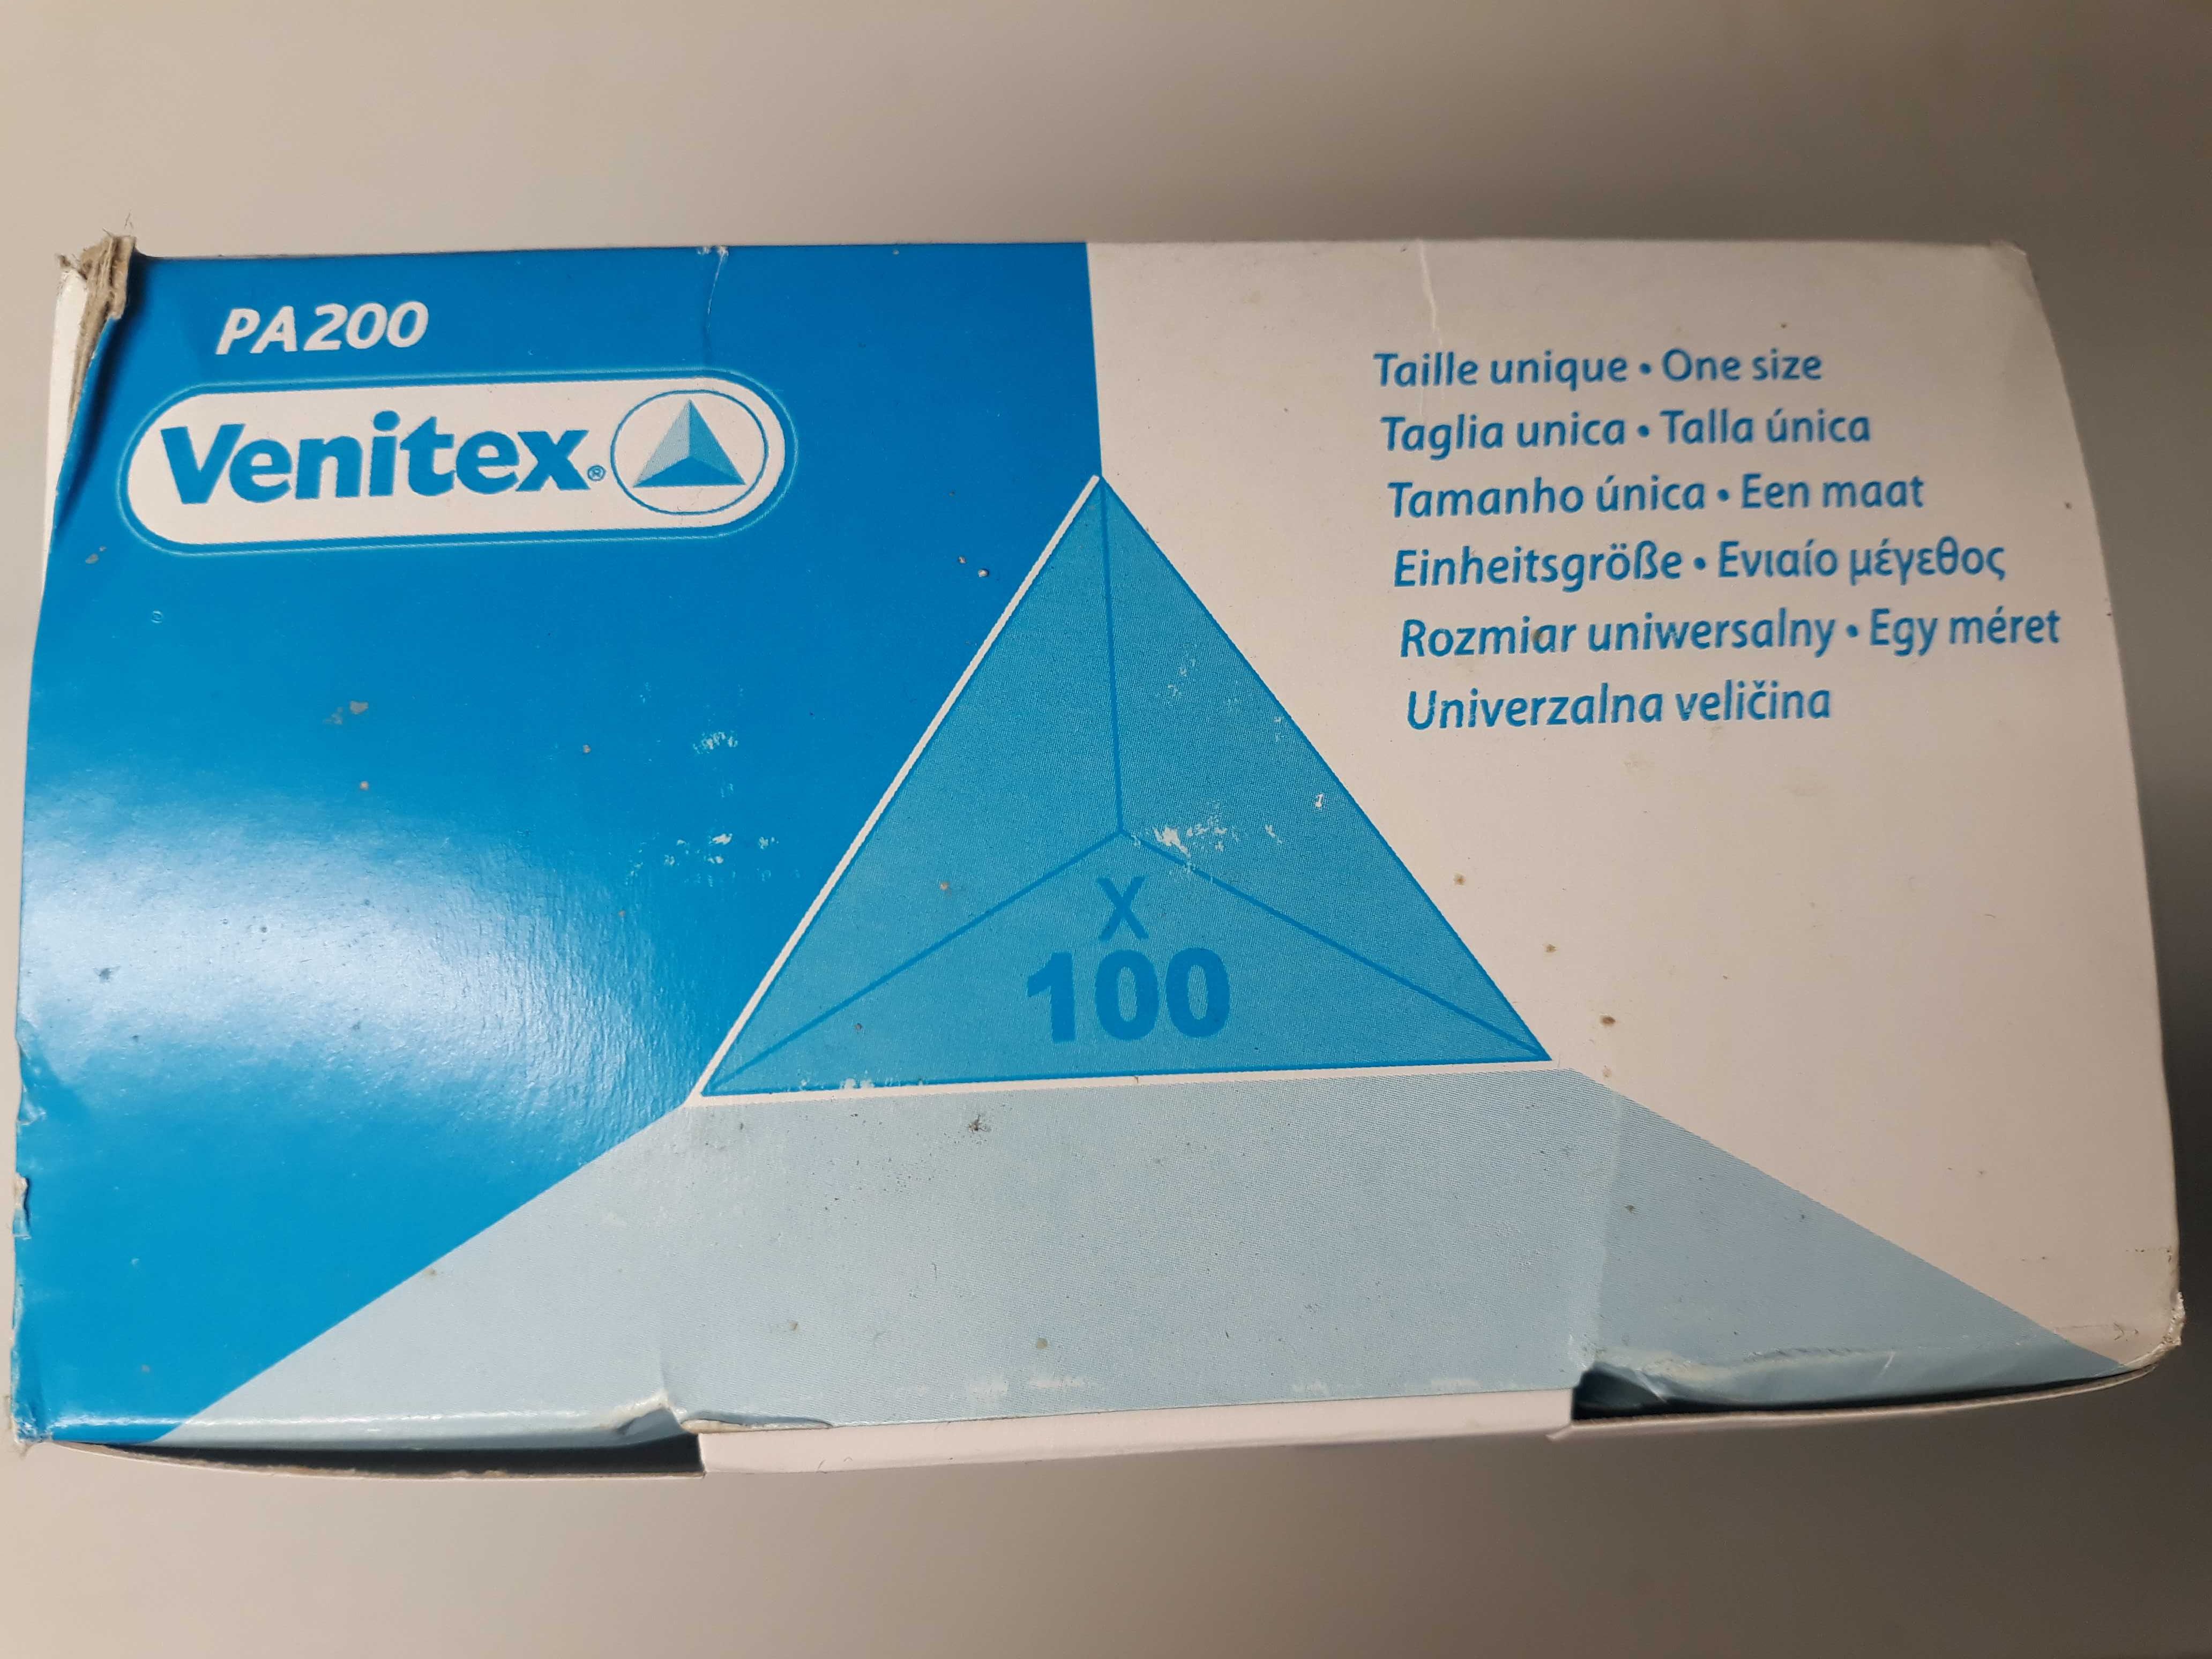 PA200
Venitex®
Taille unique • One size
Taglia unica • Talla única
Tamanho única • Een maat
Einheitsgröße • Ενιαίο μέγεθος
Rozmiar uniwersalny • Egy méret
Univerzalna veličina
X
100